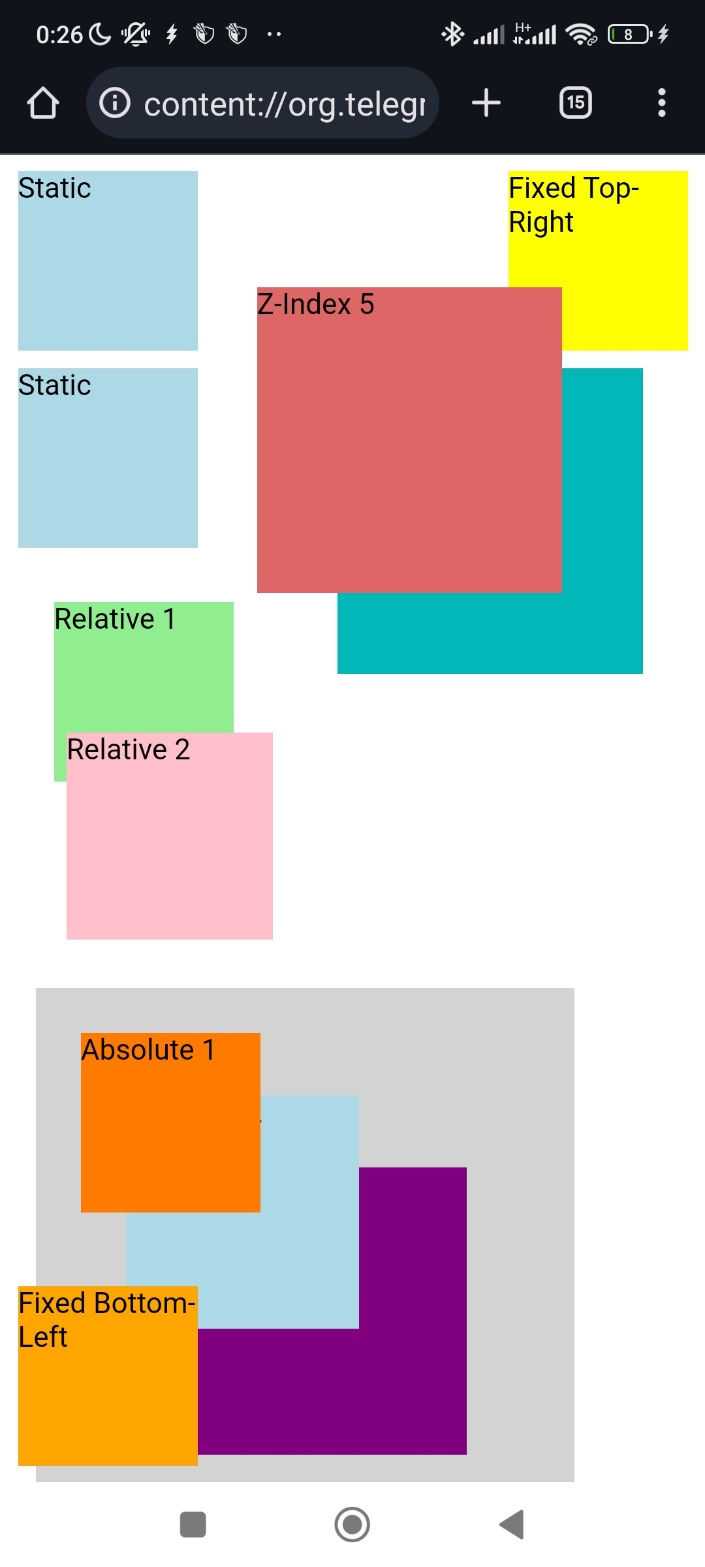 0:26
H+
8
content://org.telegr
15
Static
Fixed Top-
Right
Z-Index 5
Static
Relative 1
Relative 2
Absolute 1
Fixed Bottom-
Left